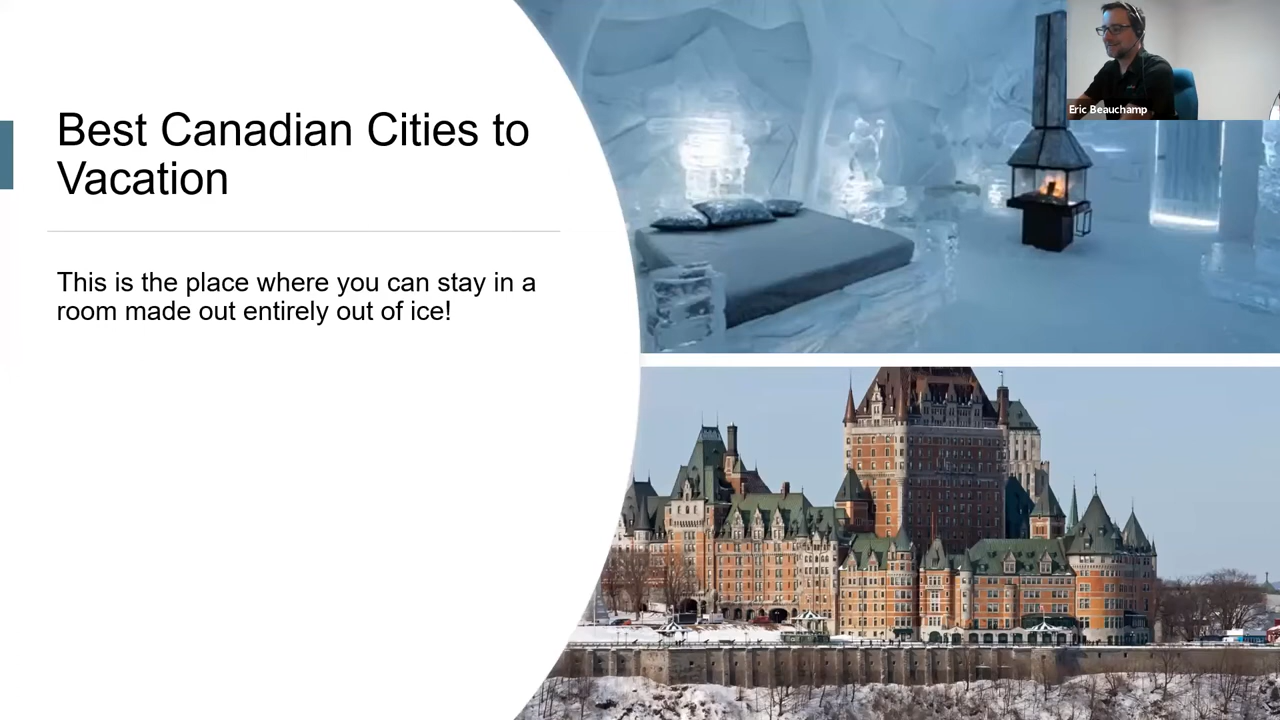 Best Canadian Cities to
Vacation
This is the place where you can stay in a
room made out entirely out of ice!
Eric Beauchamp